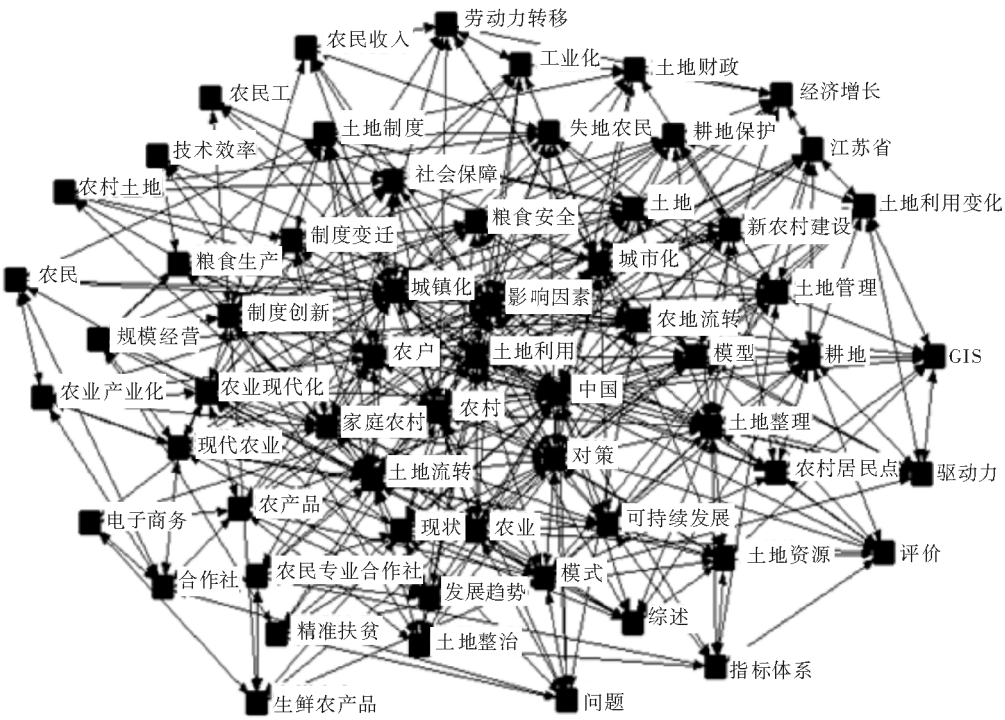 劳动力转移
农民收入
工业化
土地财政
农民工
经济增长
土地制度
失地农民
耕地保护
技术效率
江苏省
社会保障
农村土地
土地
土地利用变化
粮食安全
新农村建设
制度变迁
粮食生产
城市化
农民
城镇化
影响因素
土地管理
制度创新
农地流转
规模经营
农户
土地利用
模型
耕地
GIS
农业产业化
农业现代化
中国
家庭农村
农村
土地整理
现代农业
对策
土地流转
农村居民点
驱动力
农产品
电子商务
现状
农业
可持续发展
土地资源
评价
合作社
农民专业合作社
模式
发展趋势
综述
精准扶贫
土地整治
指标体系
生鲜农产品
问题